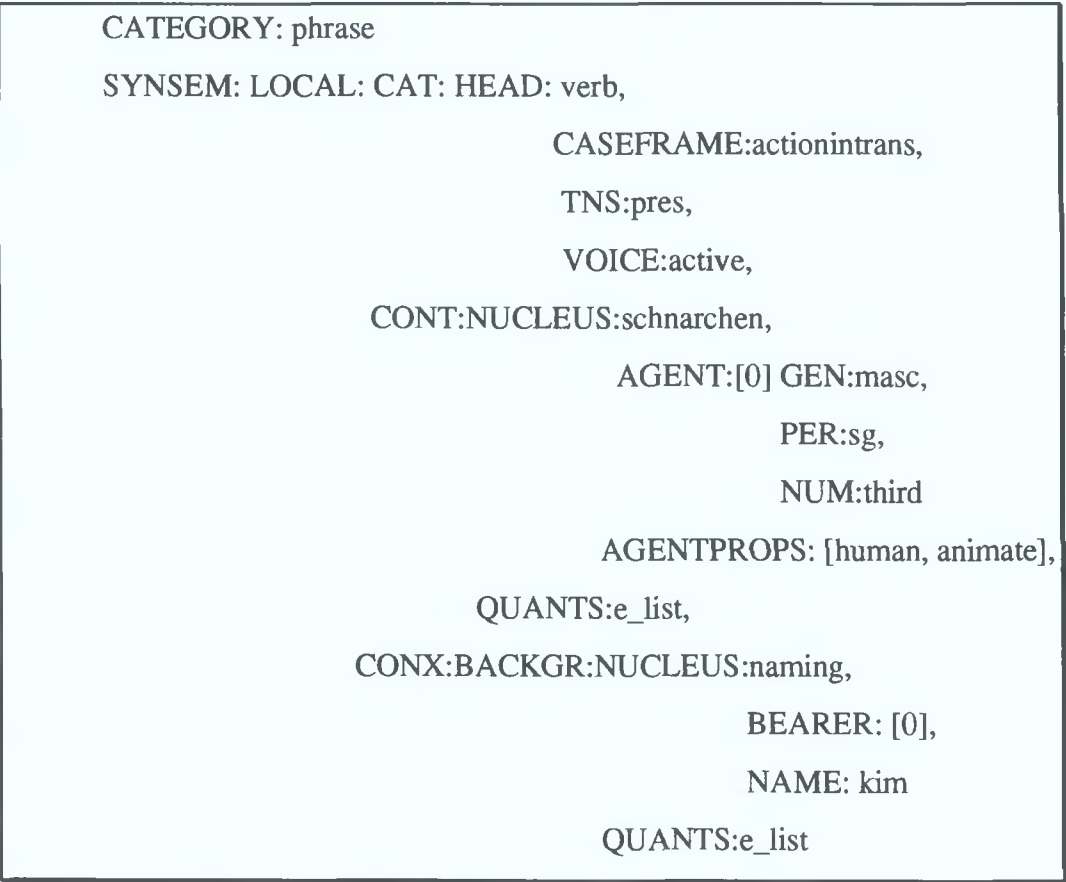 CATEGORY: phrase
SYNSEM: LOCAL: CAT: HEAD: verb,
CASEFRAME:actionintrans,
TNS:pres,
VOICE:active,
CONT:NUCLEUS:schnarchen,
AGENT:[0] GEN:masc,
PER:sg,
NUM:third
AGENTPROPS: [human, animate],
QUANTS:e_list,
CONX:BACKGR:NUCLEUS:naming,
BEARER: [0],
NAME: kim
QUANTS:e_list